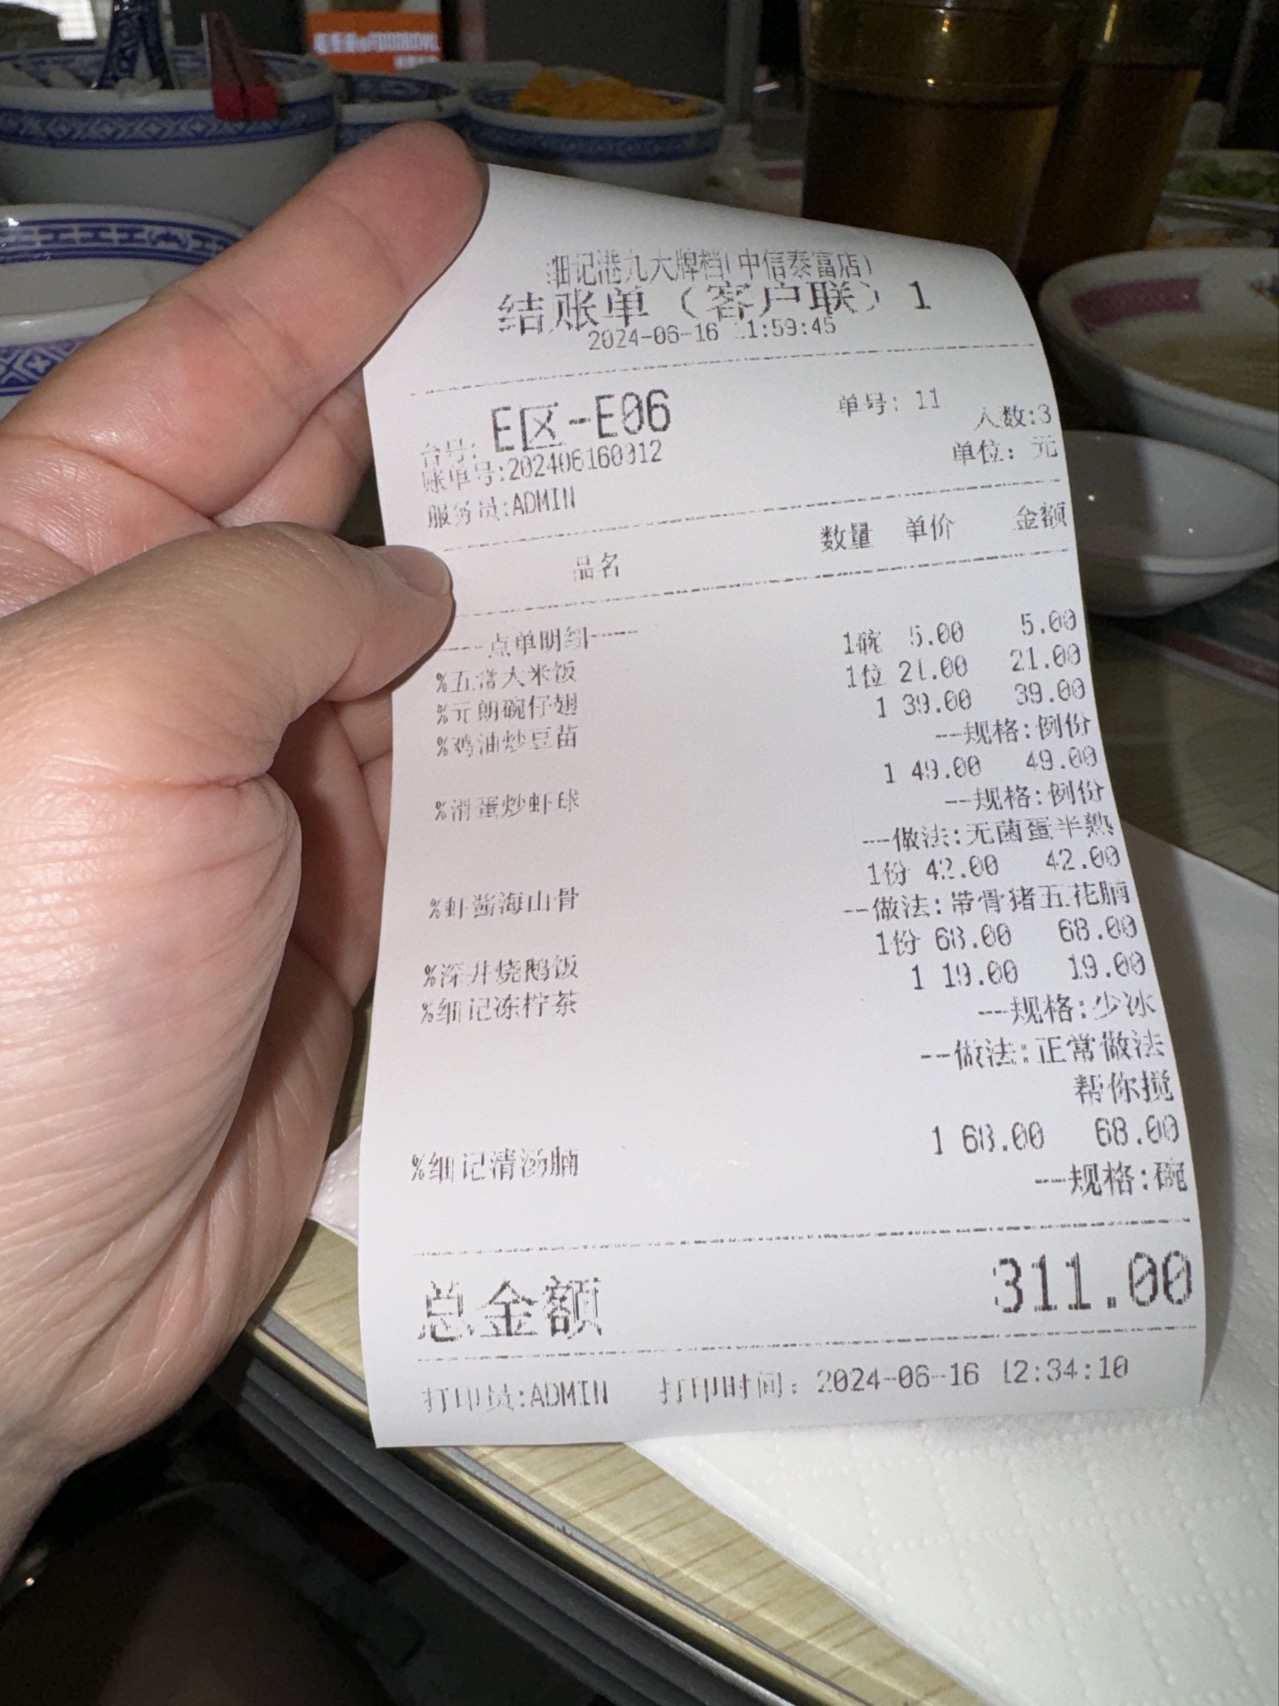 细记港九大牌档(中信泰富店)
结账单（客户联）1
2024-06-16 11:59:45
台号: E区-E06 单号: 11 人数:3
账单号:202406160012 单位: 元
服务员:ADMIN
品名 数量 单价 金额
----点单明细-----
%五常大米饭 1碗 5.00 5.00
%元朗碗仔翅 1位 21.00 21.00
%鸡油炒豆苗 1 39.00 39.00
---规格:例份
%滑蛋炒虾球 1 49.00 49.00
---规格:例份
---做法:无菌蛋半熟
%虾酱海山骨 1份 42.00 42.00
---做法:带骨猪五花腩
%深井烧鹅饭 1份 68.00 68.00
%细记冻柠茶 1 19.00 19.00
---规格:少冰
---做法:正常做法
帮你搅
%细记清汤腩 1 68.00 68.00
---规格:碗
总金额 311.00
打印员:ADMIN 打印时间: 2024-06-16 12:34:10